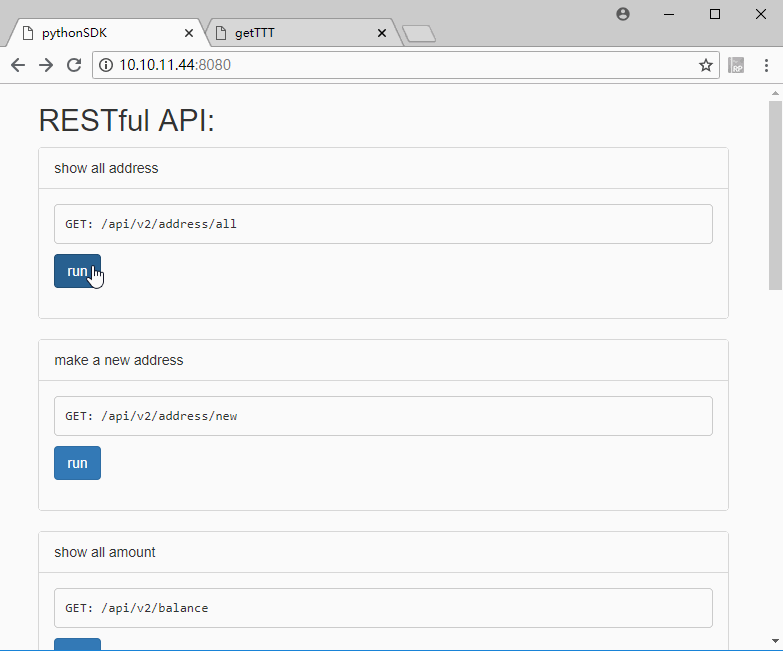 pythonSDK
getTTT
10.10.11.44:8080
RP
RESTful API:
show all address
GET: /api/v2/address/all
run
make a new address
GET: /api/v2/address/new
run
show all amount
GET: /api/v2/balance